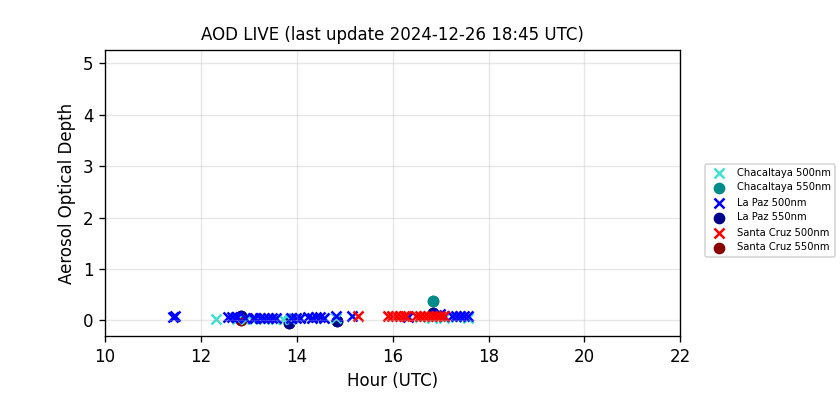 AOD LIVE (last update 2024-12-26 18:45 UTC)
Aerosol Optical Depth
5
4
3
2
1
0
10 12 14 16 18 20 22
Hour (UTC)
Chacaltaya 500nm
Chacaltaya 550nm
La Paz 500nm
La Paz 550nm
Santa Cruz 500nm
Santa Cruz 550nm